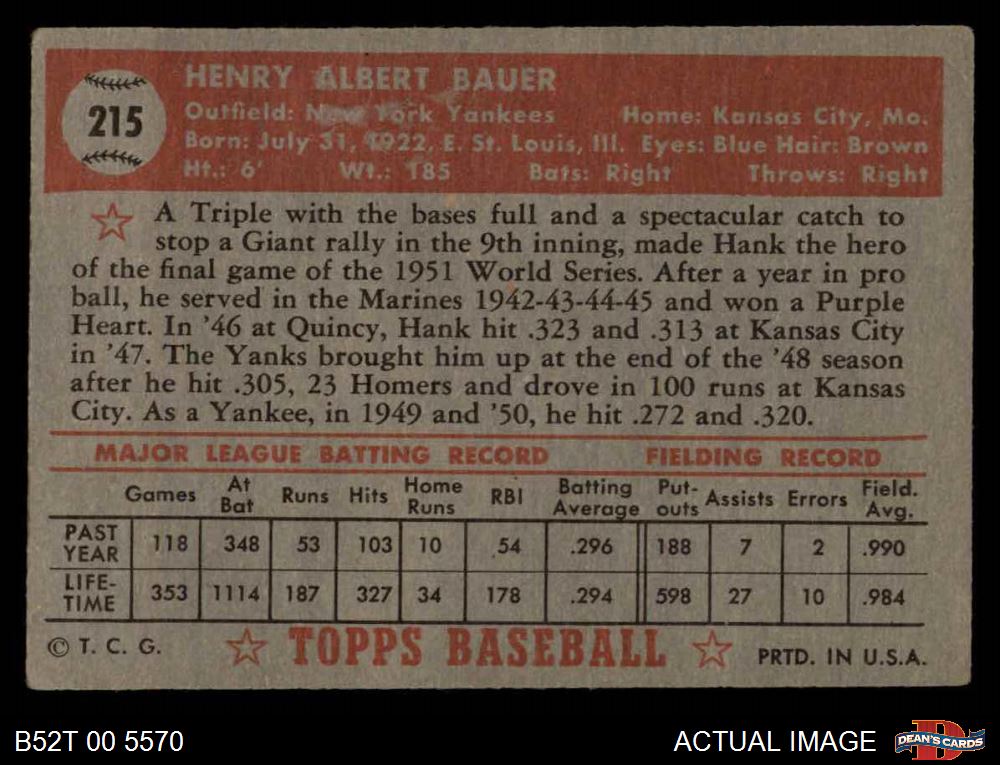 215
HENRY ALBERT BAUER
Outfield: New York Yankees Home: Kansas City, Mo.
Born: July 31, 1922, E. St. Louis, Ill. Eyes: Blue Hair: Brown
Ht.: 6' Wt.: 185 Bats: Right Throws: Right
A Triple with the bases full and a spectacular catch to
stop a Giant rally in the 9th inning, made Hank the hero
of the final game of the 1951 World Series. After a year in pro
ball, he served in the Marines 1942-43-44-45 and won a Purple
Heart. In '46 at Quincy, Hank hit .323 and .313 at Kansas City
in '47. The Yanks brought him up at the end of the '48 season
after he hit .305, 23 Homers and drove in 100 runs at Kansas
City. As a Yankee, in 1949 and '50, he hit .272 and .320.
MAJOR LEAGUE BATTING RECORD FIELDING RECORD
Games At Bat Runs Hits Home Runs RBI Batting Average Put-outs Assists Errors Field. Avg.
PAST YEAR 118 348 53 103 10 54 .296 188 7 2 .990
LIFE-TIME 353 1114 187 327 34 178 .294 598 27 10 .984
© T. C. G. TOPPS BASEBALL PRTD. IN U.S.A.
B52T 00 5570 ACTUAL IMAGE DEAN'S CARDS